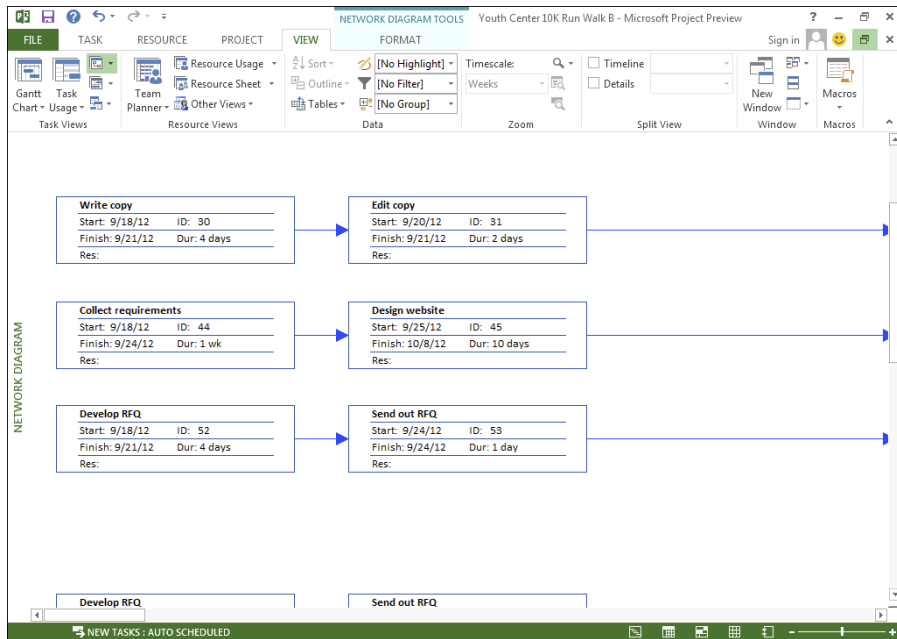 NETWORK DIAGRAM TOOLS Youth Center 10K Run Walk B - Microsoft Project Preview
FILE TASK RESOURCE PROJECT VIEW FORMAT Sign in
Gantt Chart
Task Usage
Team Planner
Resource Usage
Resource Sheet
Other Views
Sort
Outline
Tables
[No Highlight]
[No Filter]
[No Group]
Timescale:
Weeks
Timeline
Details
New Window
Macros
Task Views Resource Views Data Zoom Split View Window Macros
NETWORK DIAGRAM
Write copy
Start: 9/18/12 ID: 30
Finish: 9/21/12 Dur: 4 days
Res:
Edit copy
Start: 9/20/12 ID: 31
Finish: 9/21/12 Dur: 2 days
Res:
Collect requirements
Start: 9/18/12 ID: 44
Finish: 9/24/12 Dur: 1 wk
Res:
Design website
Start: 9/25/12 ID: 45
Finish: 10/8/12 Dur: 10 days
Res:
Develop RFQ
Start: 9/18/12 ID: 52
Finish: 9/21/12 Dur: 4 days
Res:
Send out RFQ
Start: 9/24/12 ID: 53
Finish: 9/24/12 Dur: 1 day
Res:
Develop RFQ
Send out RFQ
NEW TASKS : AUTO SCHEDULED